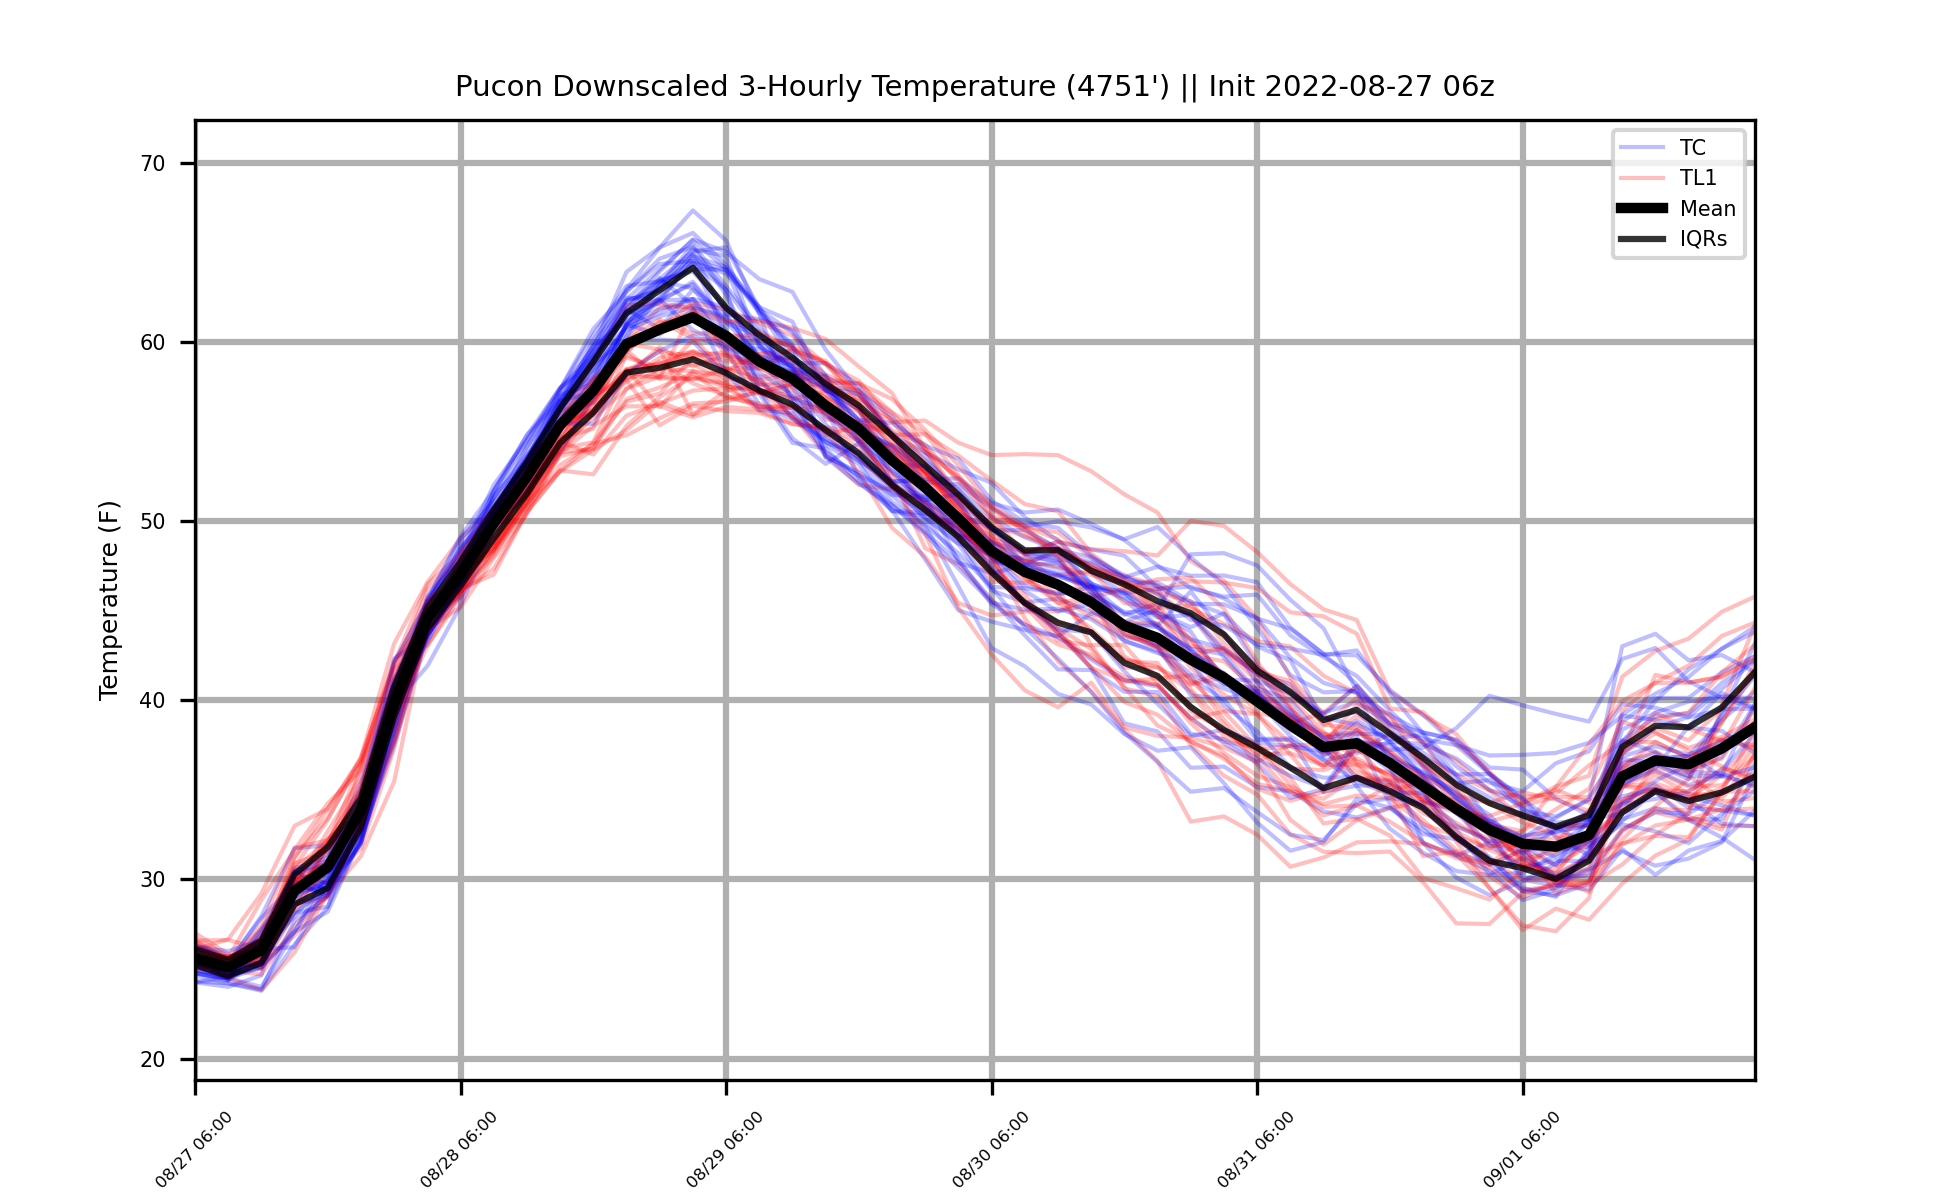 Pucon Downscaled 3-Hourly Temperature (4751') || Init 2022-08-27 06z
TC
TL1
Mean
IQRs
Temperature (F)
70
60
50
40
30
20
08/27 06:00
08/28 06:00
08/29 06:00
08/30 06:00
08/31 06:00
09/01 06:00